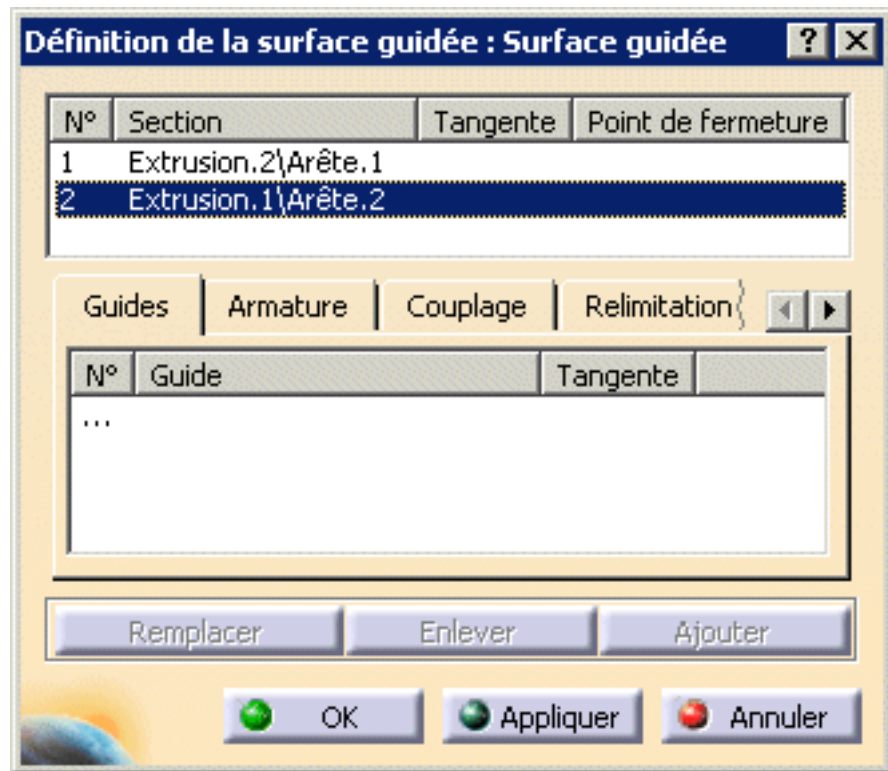 Définition de la surface guidée : Surface guidée ? ×
N° Section Tangente Point de fermeture
1 Extrusion.2\Arête.1
2 Extrusion.1\Arête.2
Guides Armature Couplage Relimitation
N° Guide Tangente
...
Remplacer Enlever Ajouter
OK Appliquer Annuler